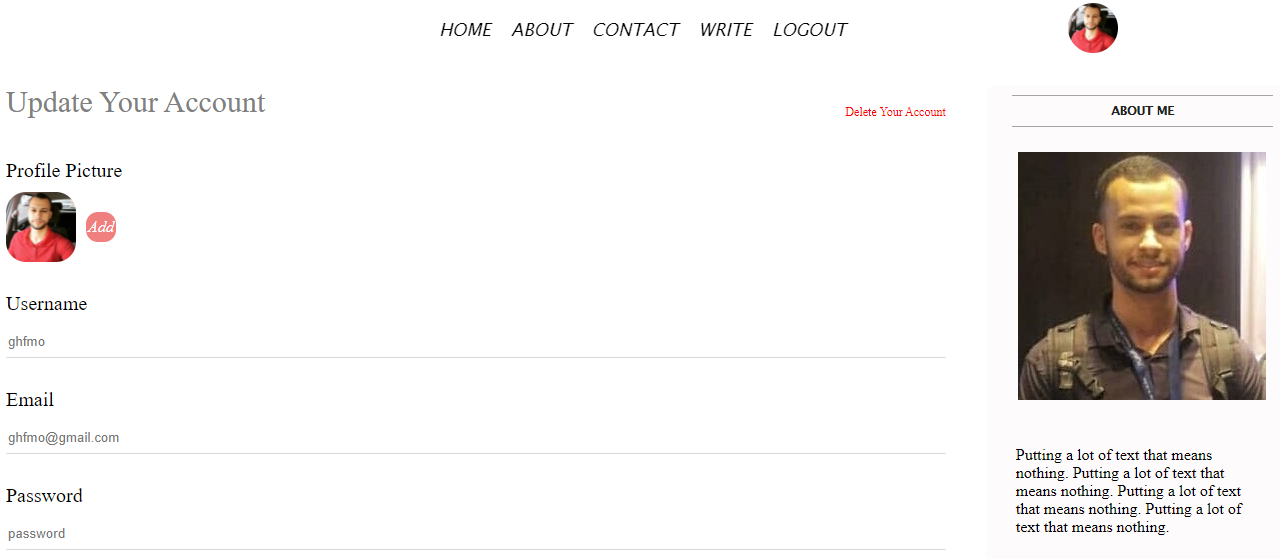 HOME ABOUT CONTACT WRITE LOGOUT
Update Your Account
Delete Your Account
Profile Picture
Add
Username
ghfmo
Email
ghfmo@gmail.com
Password
password
ABOUT ME
Putting a lot of text that means
nothing. Putting a lot of text that
means nothing. Putting a lot of text
that means nothing. Putting a lot of
text that means nothing.